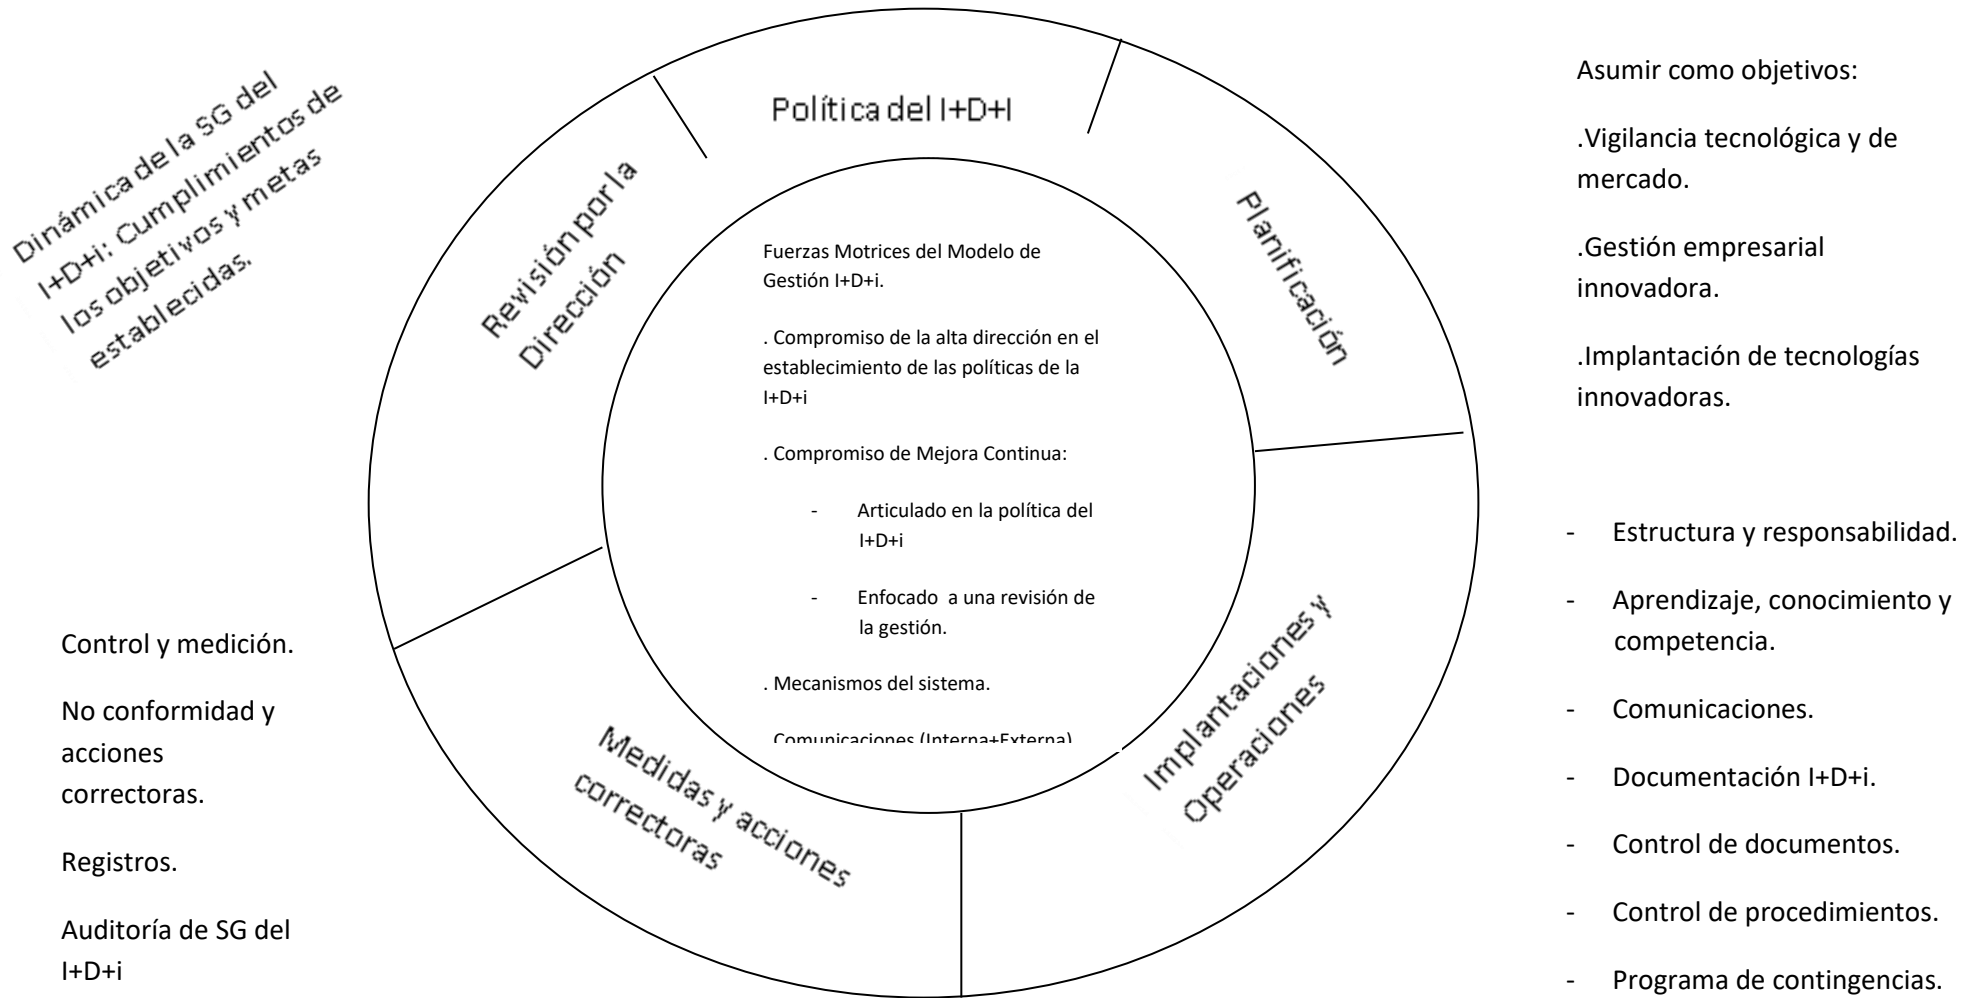 Dinámica de la SG del
I+D+i: Cumplimientos de
los objetivos y metas
establecidas.
Política del I+D+I
Revisión por la
Dirección
Planificación
Asumir como objetivos:
.Vigilancia tecnológica y de
mercado.
.Gestión empresarial
innovadora.
.Implantación de tecnologías
innovadoras.
Fuerzas Motrices del Modelo de
Gestión I+D+i.
. Compromiso de la alta dirección en el
establecimiento de las políticas de la
I+D+i
. Compromiso de Mejora Continua:
- Articulado en la política del
I+D+i
- Enfocado a una revisión de
la gestión.
. Mecanismos del sistema.
Comunicaciones (Interna+Externa)
Implantaciones y
Operaciones
- Estructura y responsabilidad.
- Aprendizaje, conocimiento y
competencia.
- Comunicaciones.
- Documentación I+D+i.
- Control de documentos.
- Control de procedimientos.
- Programa de contingencias.
Medidas y acciones
correctoras
Control y medición.
No conformidad y
acciones
correctoras.
Registros.
Auditoría de SG del
I+D+i